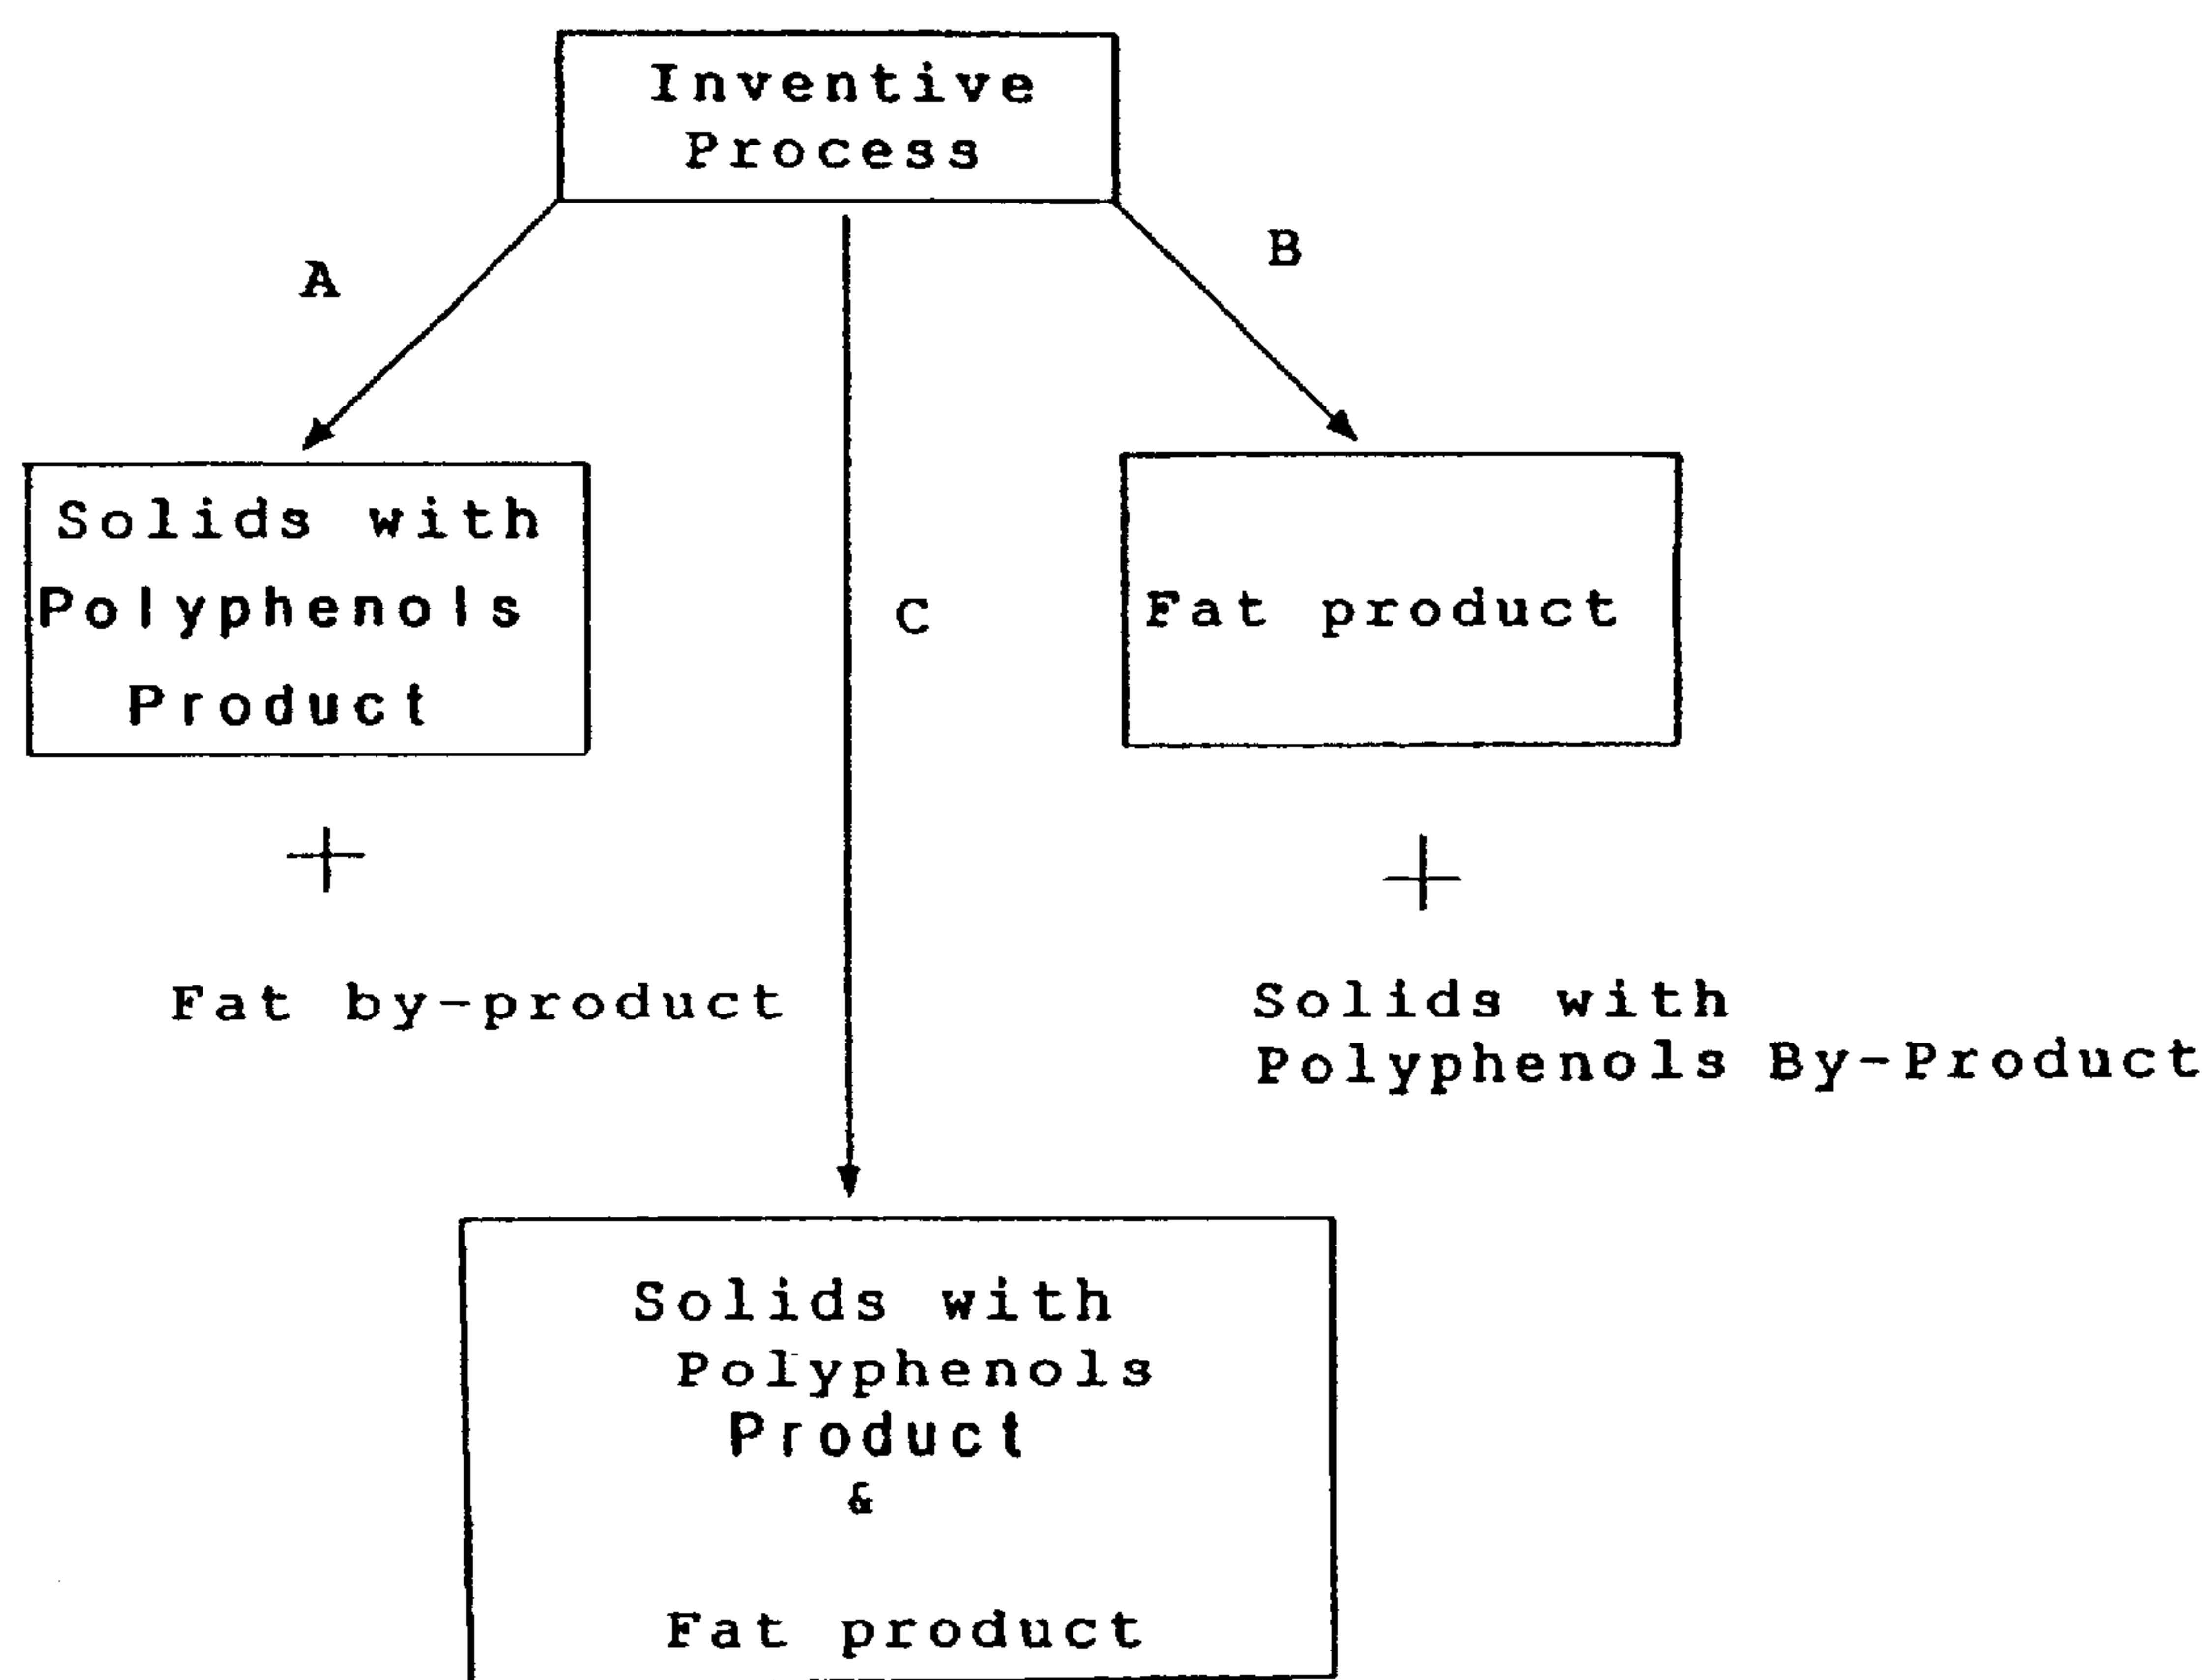 Inventive
Process
A
B
Solids with
Polyphenols
Product
C
Fat product
+
+
Fat by-product
Solids with
Polyphenols By-Product
Solids with
Polyphenols
Product
&
Fat product